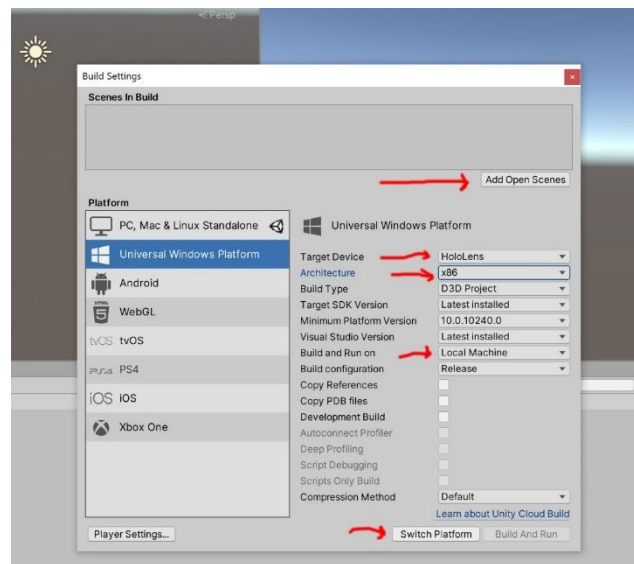 <Persp
Build Settings
Scenes In Build
Add Open Scenes
Platform
PC, Mac & Linux Standalone
Universal Windows Platform
Android
HTML
5
WebGL
tvOS tvOS
PS4 PS4
iOS iOS
Xbox One
Universal Windows Platform
Target Device HoloLens
Architecture x86
Build Type D3D Project
Target SDK Version Latest installed
Minimum Platform Version 10.0.10240.0
Visual Studio Version Latest installed
Build and Run on Local Machine
Build configuration Release
Copy References
Copy PDB files
Development Build
Autoconnect Profiler
Deep Profiling
Script Debugging
Scripts Only Build
Compression Method Default
Learn about Unity Cloud Build
Player Settings... Switch Platform Build And Run